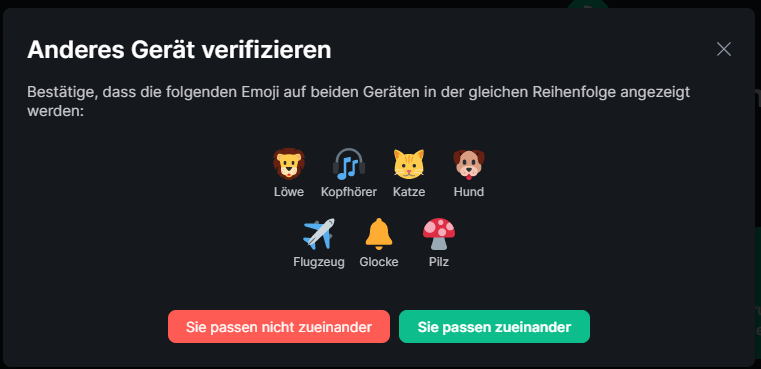 Anderes Gerät verifizieren
Bestätige, dass die folgenden Emoji auf beiden Geräten in der gleichen Reihenfolge angezeigt
werden:
Löwe Kopfhörer Katze Hund
Flugzeug Glocke Pilz
Sie passen nicht zueinander Sie passen zueinander